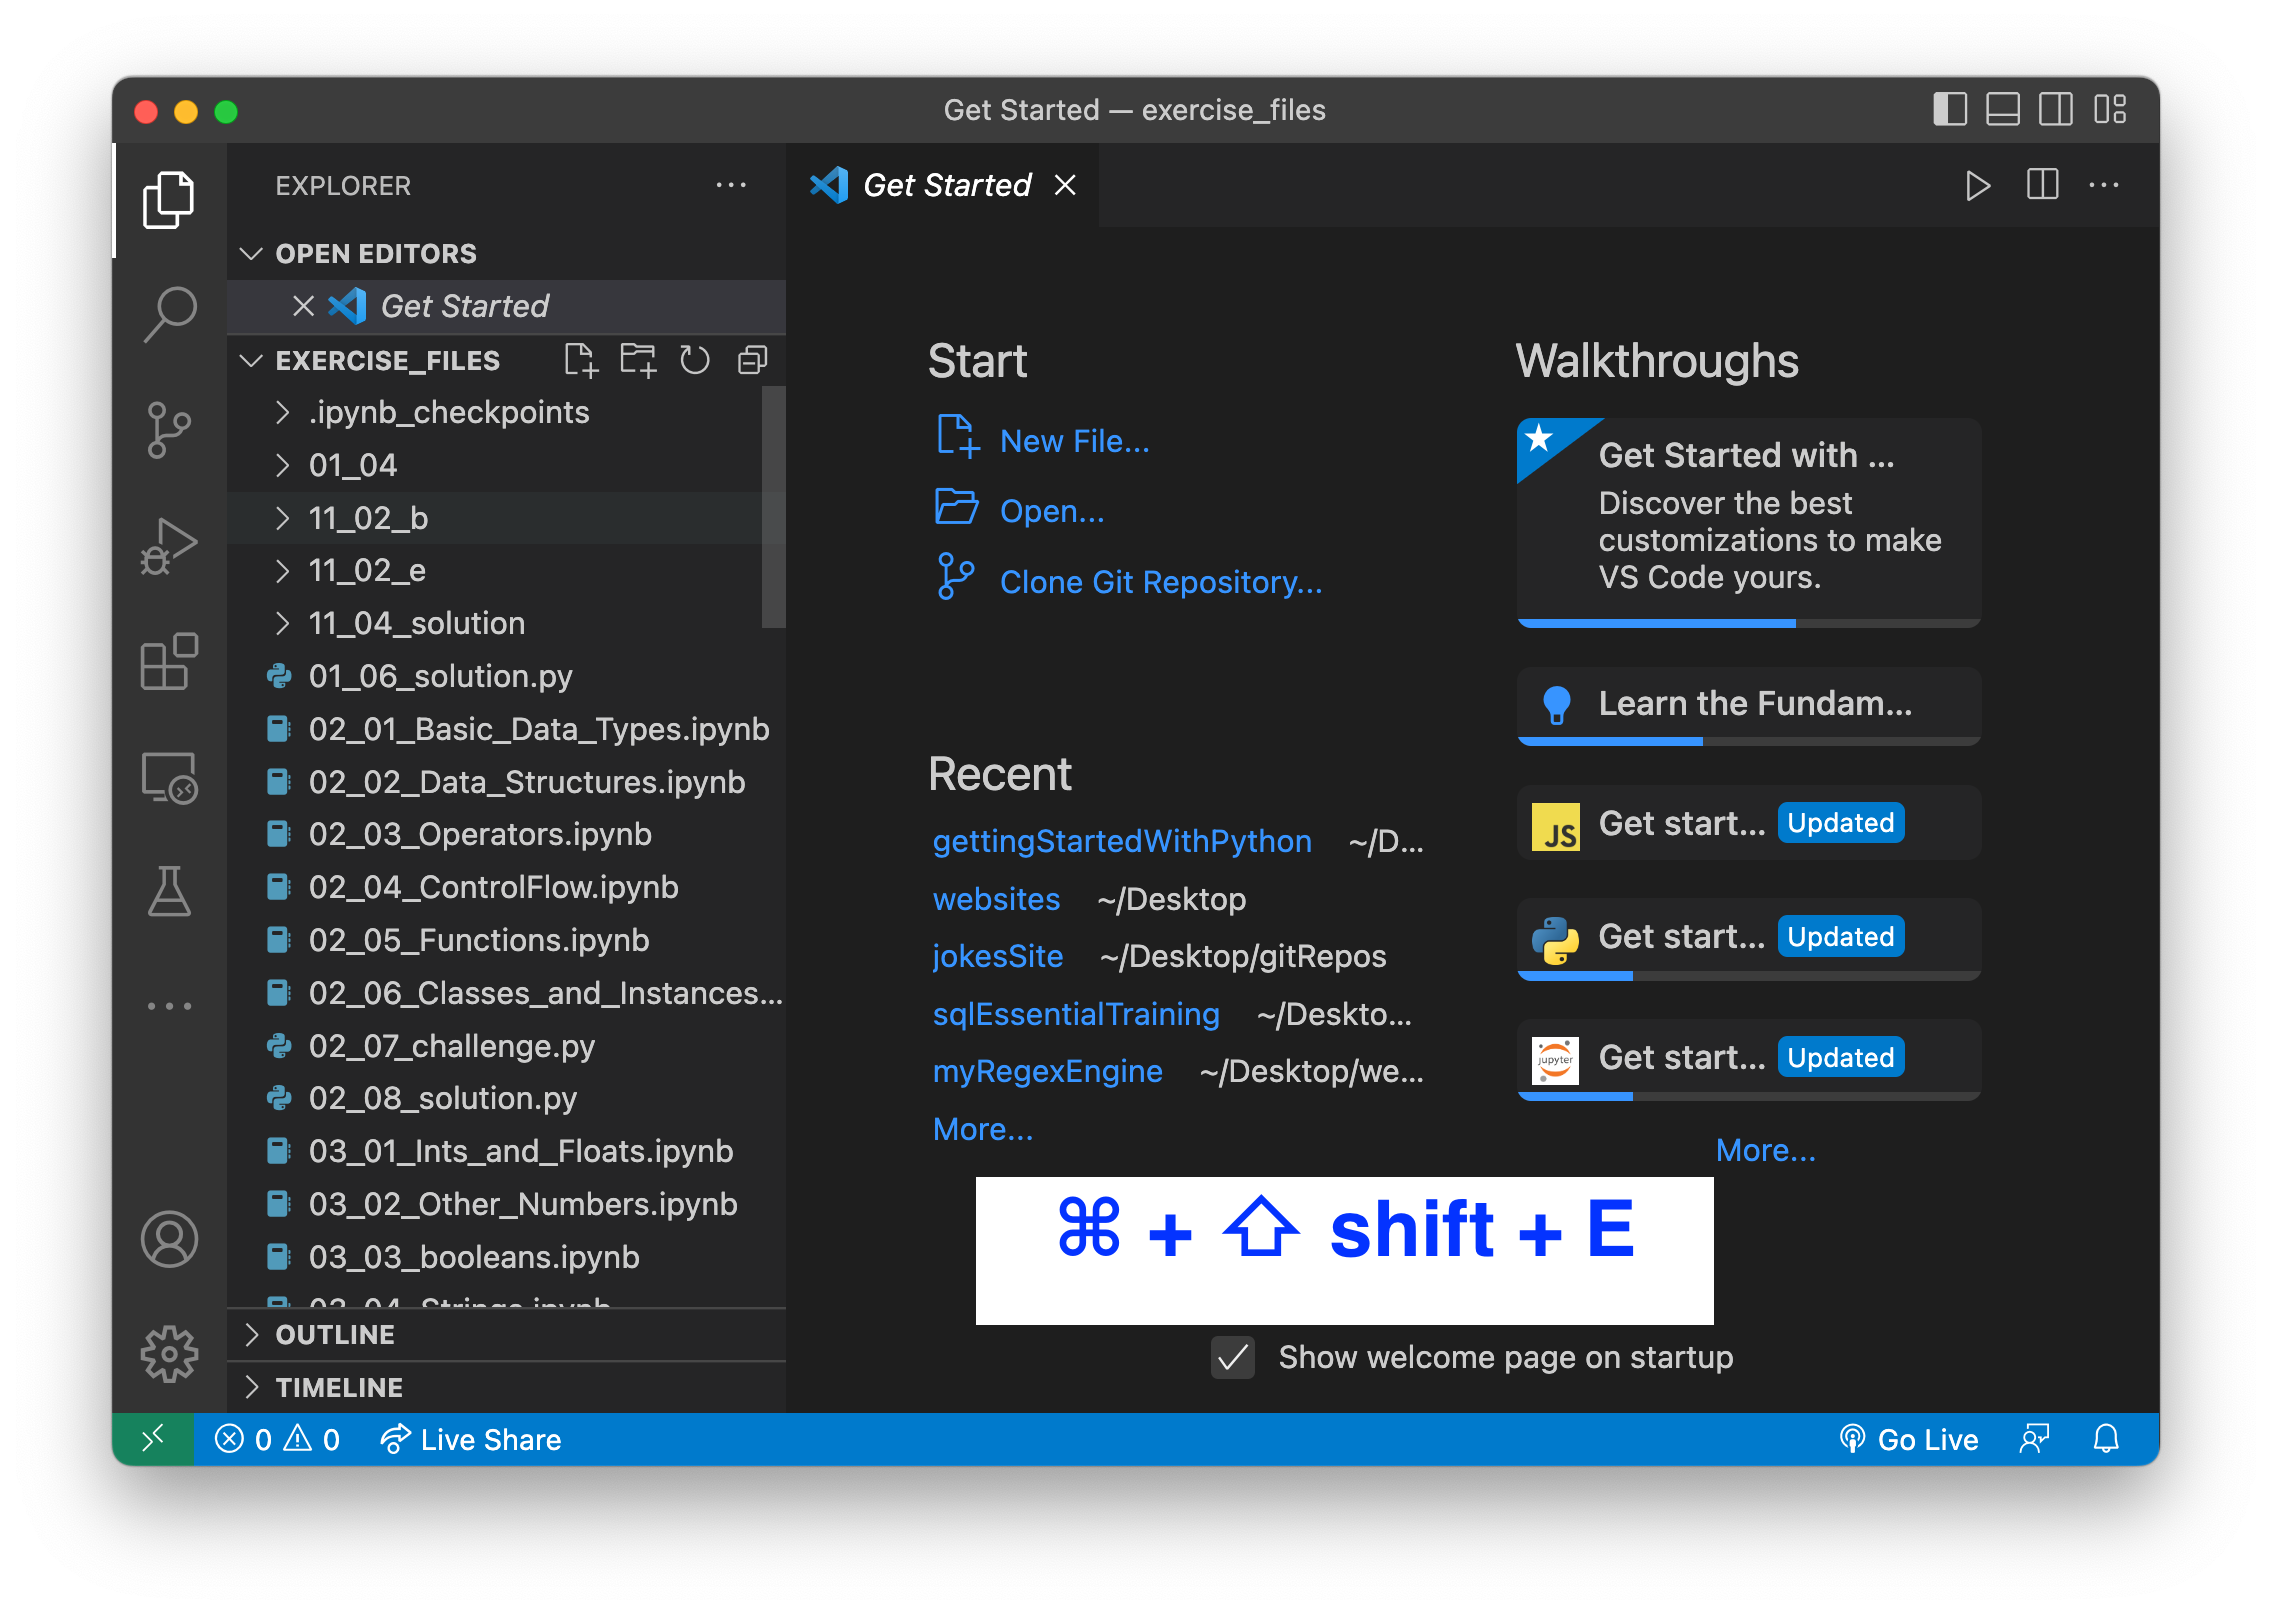 Get Started — exercise_files
EXPLORER
OPEN EDITORS
Get Started
EXERCISE_FILES
.ipynb_checkpoints
01_04
11_02_b
11_02_e
11_04_solution
01_06_solution.py
02_01_Basic_Data_Types.ipynb
02_02_Data_Structures.ipynb
02_03_Operators.ipynb
02_04_ControlFlow.ipynb
02_05_Functions.ipynb
02_06_Classes_and_Instances...
02_07_challenge.py
02_08_solution.py
03_01_Ints_and_Floats.ipynb
03_02_Other_Numbers.ipynb
03_03_booleans.ipynb
03_04_Strings.ipynb
OUTLINE
TIMELINE
Get Started
Start
New File...
Open...
Clone Git Repository...
Recent
gettingStartedWithPython ~/D...
websites ~/Desktop
jokesSite ~/Desktop/gitRepos
sqlEssentialTraining ~/Deskto...
myRegexEngine ~/Desktop/we...
More...
Walkthroughs
Get Started with ...
Discover the best
customizations to make
VS Code yours.
Learn the Fundam...
JS Get start... Updated
Get start... Updated
jupyter Get start... Updated
More...
⌘ + ⇧ shift + E
Show welcome page on startup
0 0 Live Share
Go Live